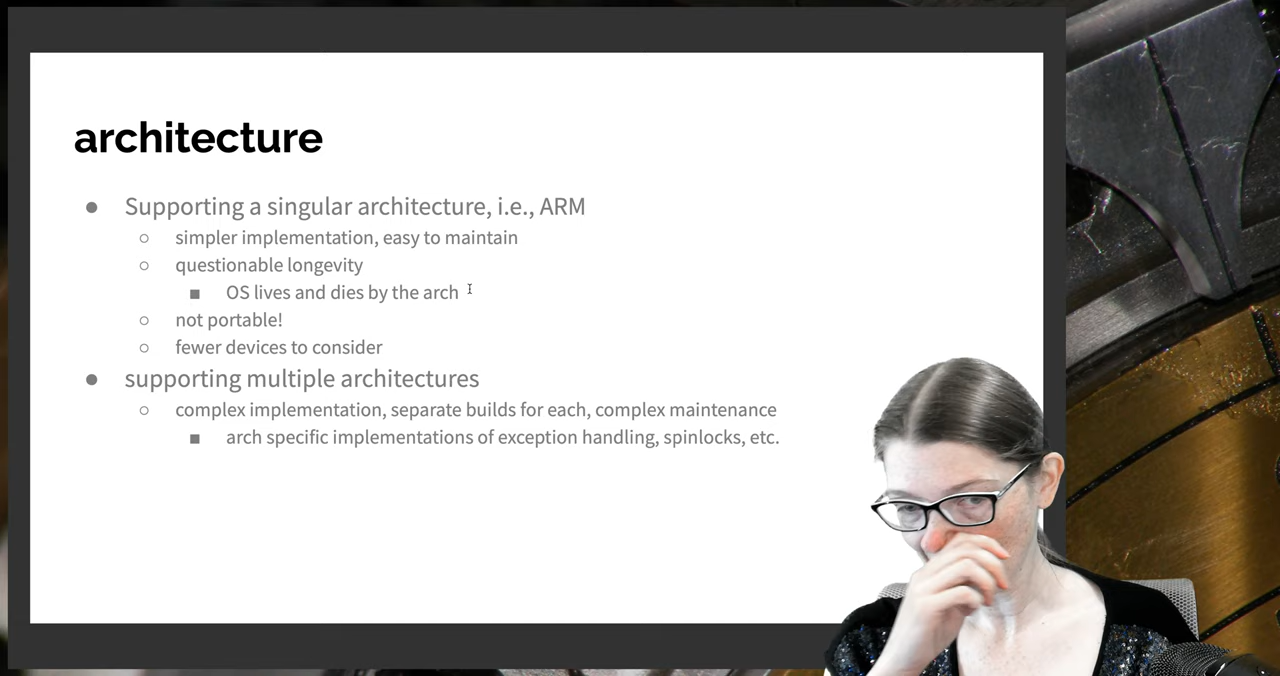 architecture
● Supporting a singular architecture, i.e., ARM
○ simpler implementation, easy to maintain
○ questionable longevity
■ OS lives and dies by the arch
○ not portable!
○ fewer devices to consider
● supporting multiple architectures
○ complex implementation, separate builds for each, complex maintenance
■ arch specific implementations of exception handling, spinlocks, etc.